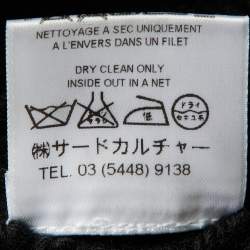 NETTOYAGE A SEC UNIQUEMENT
A L'ENVERS DANS UN FILET
DRY CLEAN ONLY
INSIDE OUT IN A NET
ドライ
セキユ系
㈱サードカルチャー
TEL. 03 (5448) 9138